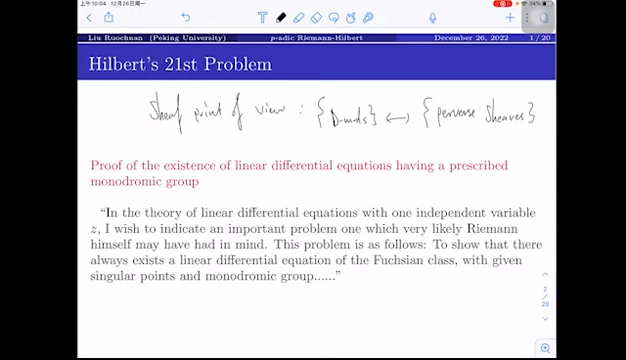 上午10:04 12月26日周一
34%
Liu Ruochuan (Peking University) p-adic Riemann-Hilbert December 26, 2022 1 / 20
Hilbert's 21st Problem
Sheaf point of view : { D-mods } ⟷ { perverse sheaves }
Proof of the existence of linear differential equations having a prescribed
monodromic group
“In the theory of linear differential equations with one independent variable
z, I wish to indicate an important problem one which very likely Riemann
himself may have had in mind. This problem is as follows: To show that there
always exists a linear differential equation of the Fuchsian class, with given
singular points and monodromic group......”
2
/
20